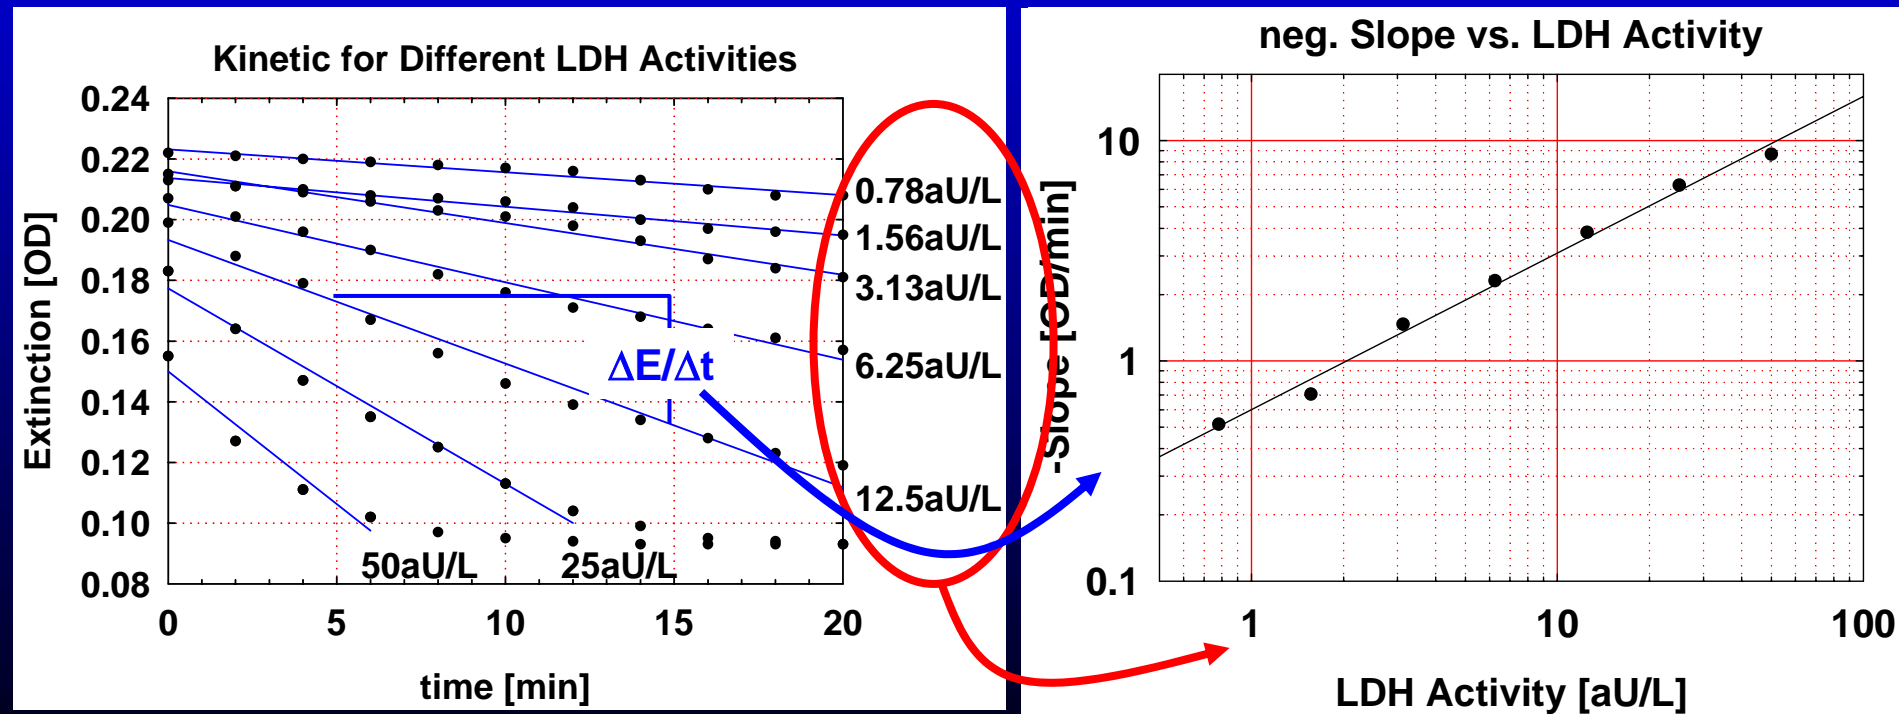 Kinetic for Different LDH Activities
0.24
0.22
0.20
0.18
0.16
0.14
0.12
0.10
0.08
Extinction [OD]
0 5 10 15 20
time [min]
0.78aU/L
1.56aU/L
3.13aU/L
6.25aU/L
12.5aU/L
50aU/L 25aU/L
ΔE/Δt
neg. Slope vs. LDH Activity
10
1
0.1
-Slope [OD/min]
1 10 100
LDH Activity [aU/L]